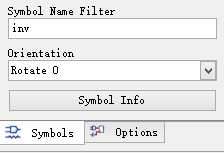 Symbol Name Filter
inv
Orientation
Rotate 0
Symbol Info
Symbols Options